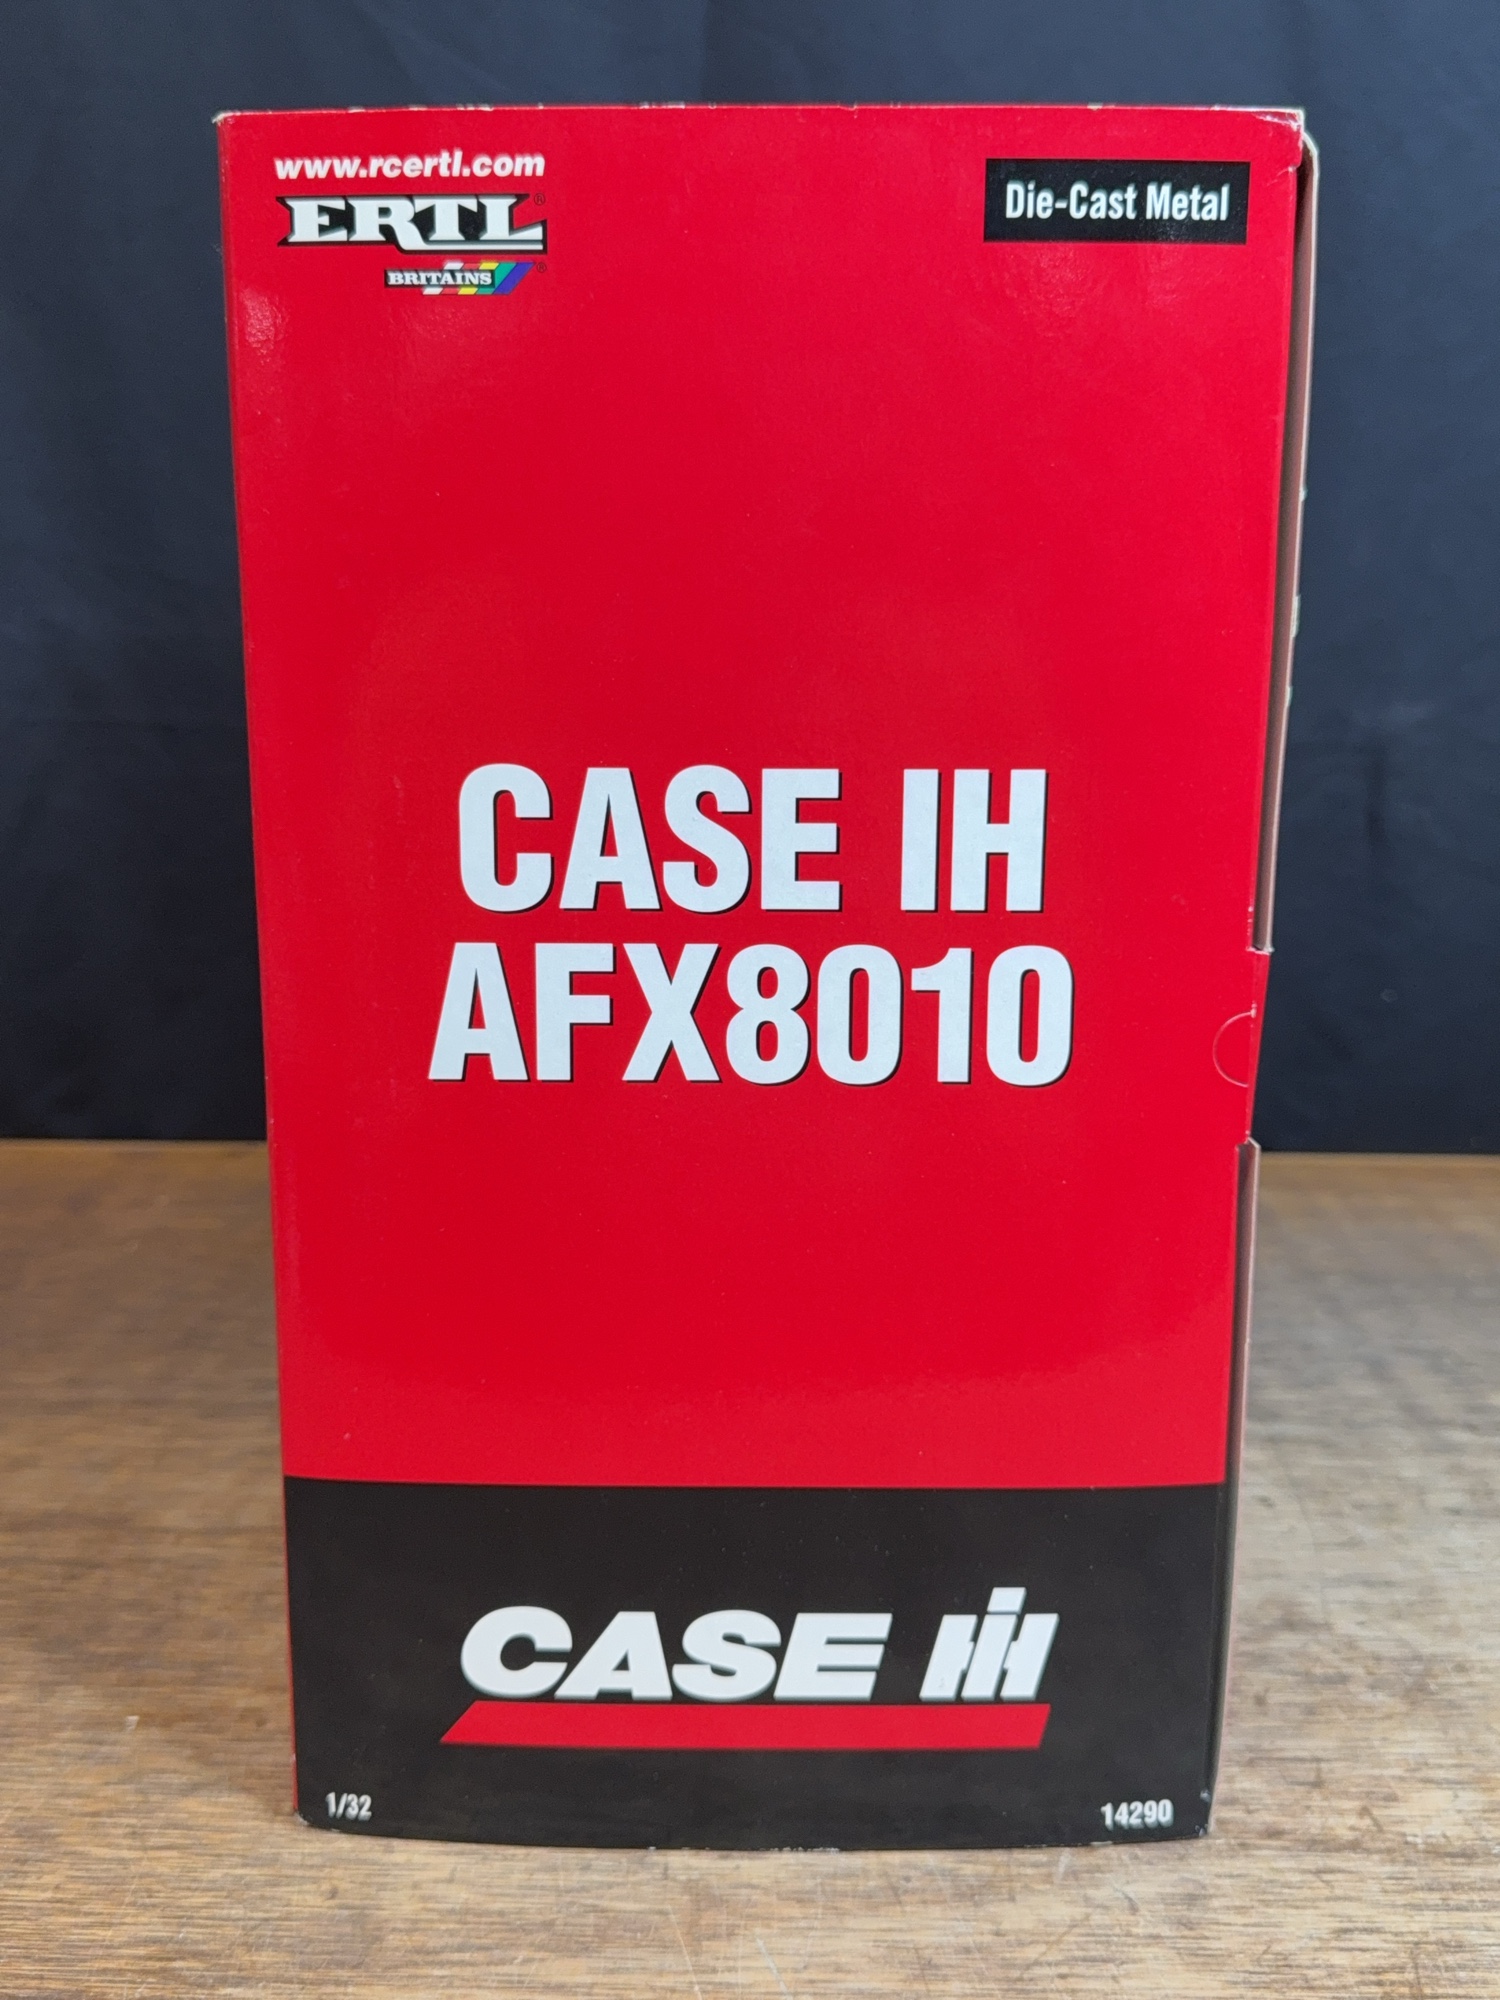 www.rcertl.com
ERTL®
BRITAINS®
Die-Cast Metal
CASE IH
AFX8010
CASE IH
1/32
14290